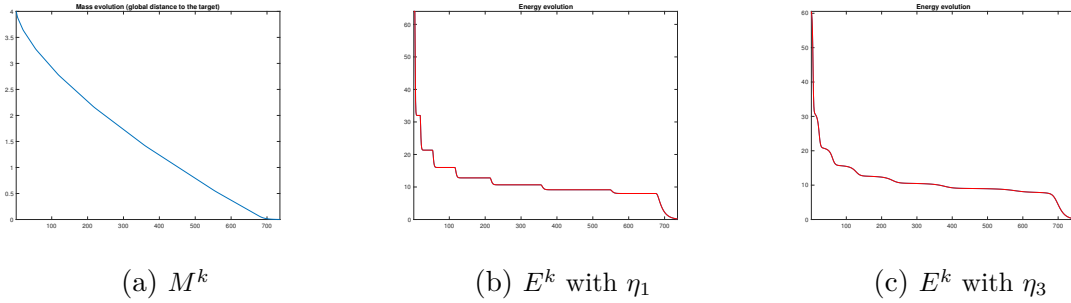 Mass evolution (global distance to the target)
4
3.5
3
2.5
2
1.5
1
0.5
0
100 200 300 400 500 600 700
(a) M^k
Energy evolution
60
50
40
30
20
10
0
100 200 300 400 500 600 700
(b) E^k with η₁
Energy evolution
60
50
40
30
20
10
0
100 200 300 400 500 600 700
(c) E^k with η₃